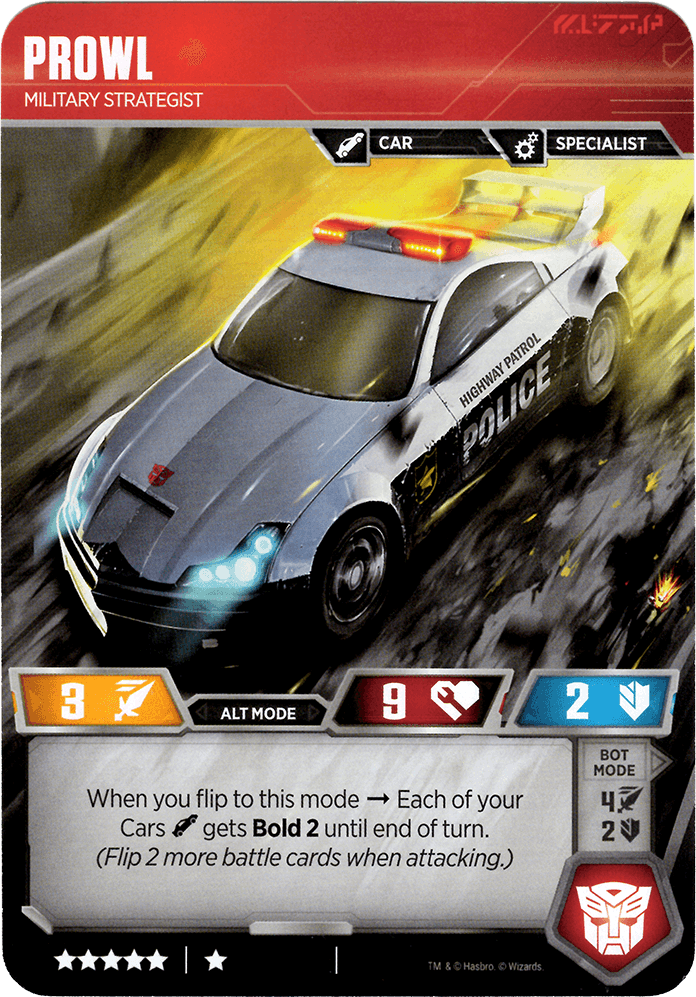 PROWL
MILITARY STRATEGIST
CAR
SPECIALIST
HIGHWAY PATROL
POLICE
3
ALT MODE
9
2
When you flip to this mode → Each of your
Cars gets Bold 2 until end of turn.
(Flip 2 more battle cards when attacking.)
BOT
MODE
4
2
TM & © Hasbro. © Wizards.